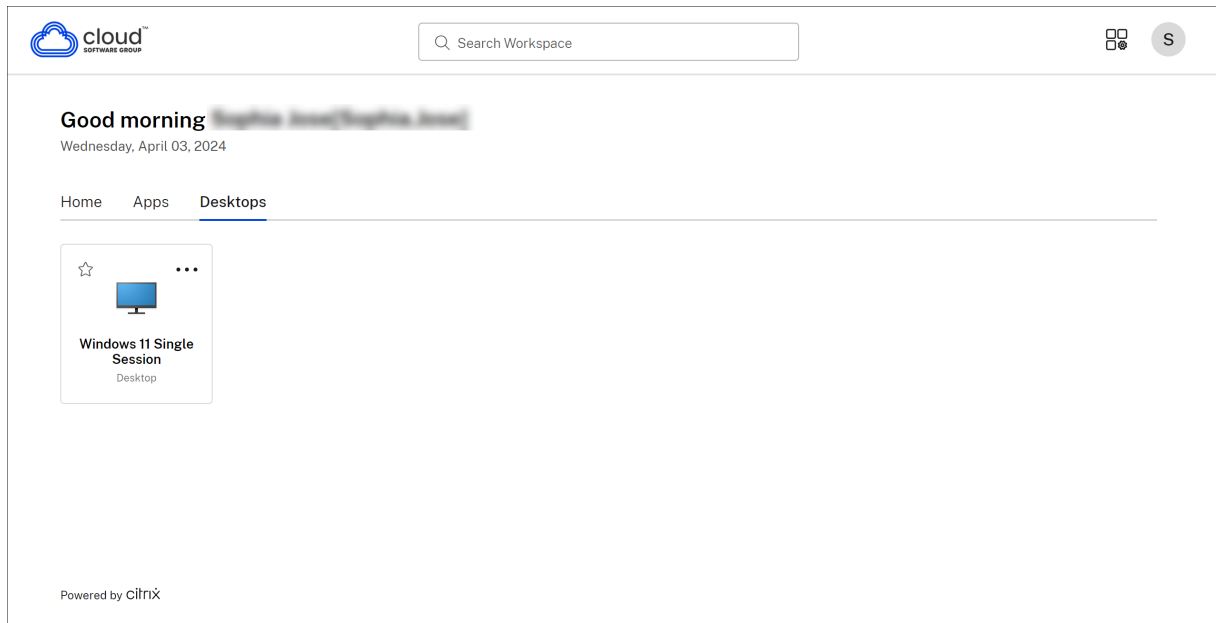 cloud™
SOFTWARE GROUP
Search Workspace
S
Good morning
Wednesday, April 03, 2024
Home Apps Desktops
Windows 11 Single
Session
Desktop
Powered by citrix